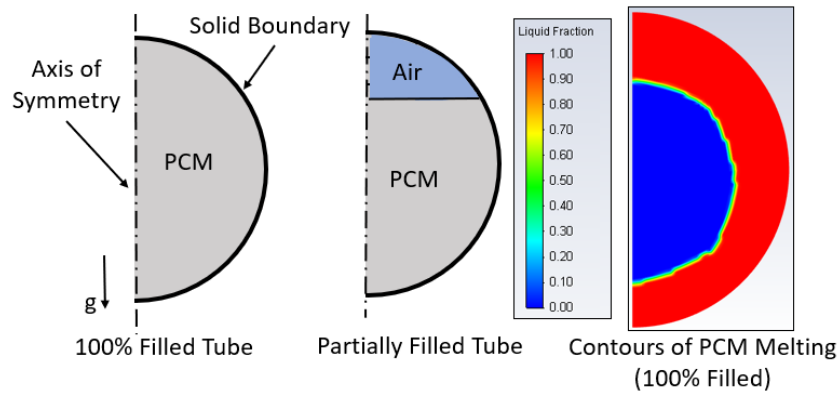 Solid Boundary
Axis of
Symmetry
PCM
g
100% Filled Tube
Air
PCM
Partially Filled Tube
Liquid Fraction
1.00
0.90
0.80
0.70
0.60
0.50
0.40
0.30
0.20
0.10
0.00
Contours of PCM Melting
(100% Filled)